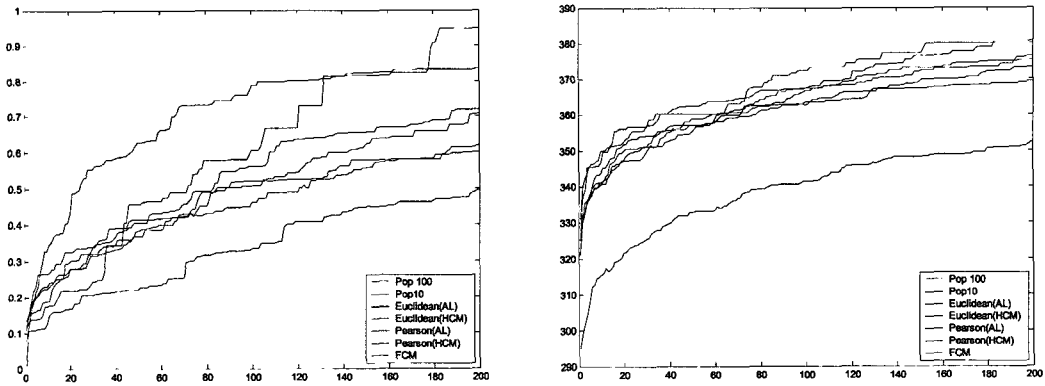 1
0.9
0.8
0.7
0.6
0.5
0.4
0.3
0.2
0.1
0
0 20 40 60 80 100 120 140 160 180 200
Pop 100
Pop10
Euclidean(AL)
Euclidean(HCM)
Pearson(AL)
Pearson(HCM)
FCM
390
380
370
360
350
340
330
320
310
300
290
0 20 40 60 80 100 120 140 160 180 200
Pop 100
Pop10
Euclidean(AL)
Euclidean(HCM)
Pearson(AL)
Pearson(HCM)
FCM